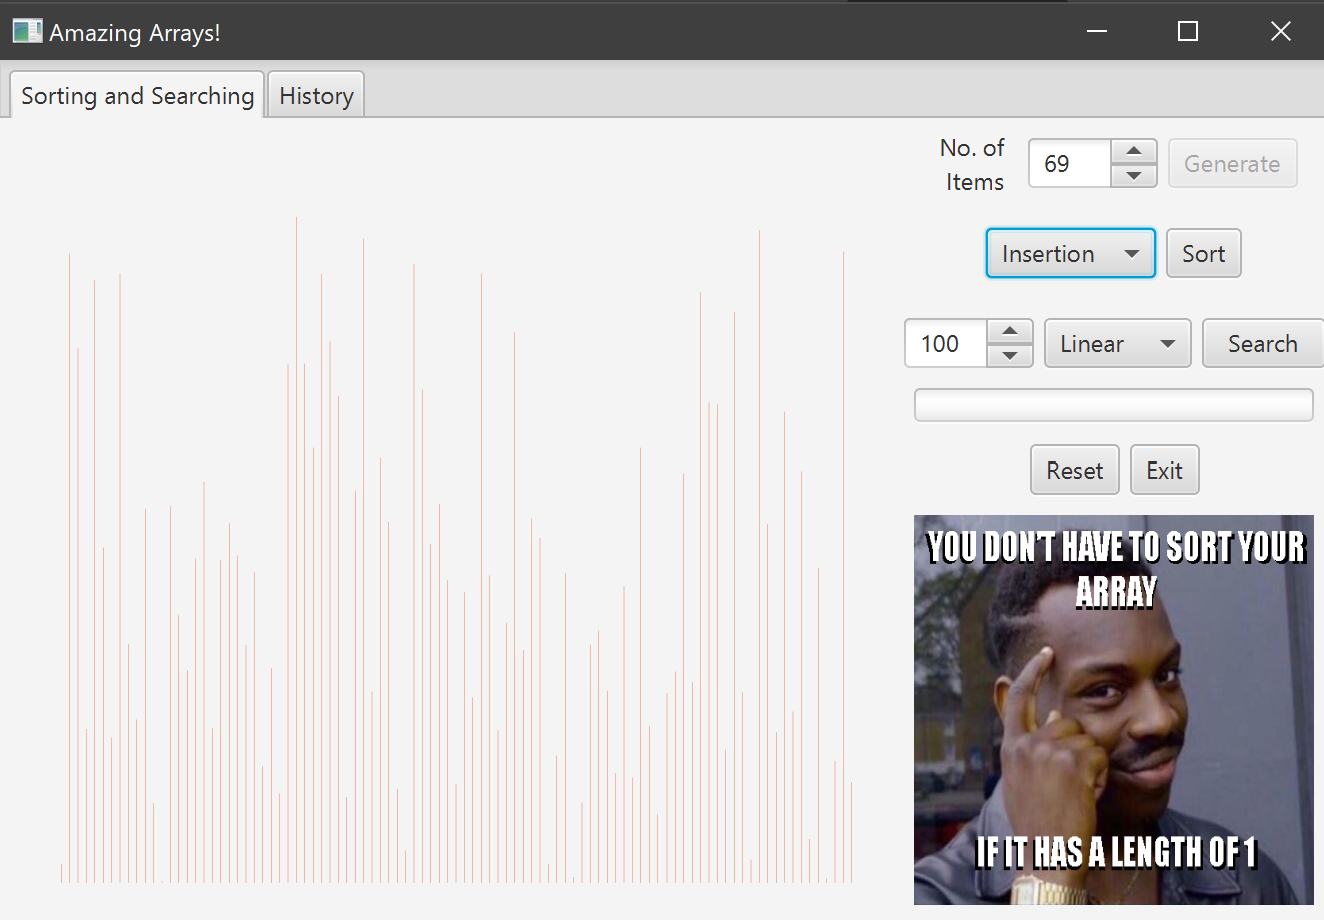 Amazing Arrays!
Sorting and Searching
History
No. of
Items
69
Generate
Insertion
Sort
100
Linear
Search
Reset
Exit
YOU DON'T HAVE TO SORT YOUR
ARRAY
IF IT HAS A LENGTH OF 1